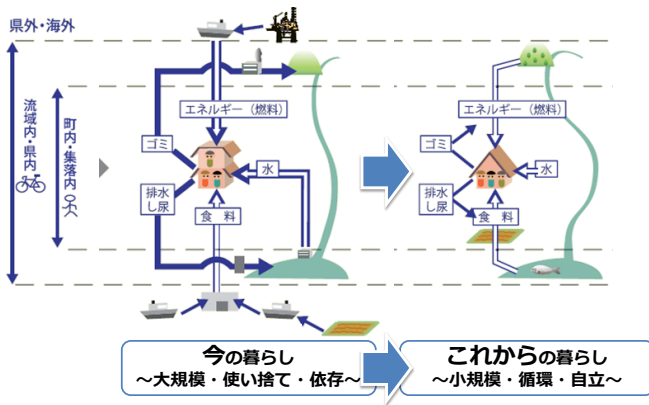 県外・海外
流域内・県内
町内・集落内
エネルギー（燃料）
ゴミ
水
排水
し尿
食　料
エネルギー（燃料）
ゴミ
水
排水
し尿
食　料
今の暮らし
～大規模・使い捨て・依存～
これからの暮らし
～小規模・循環・自立～